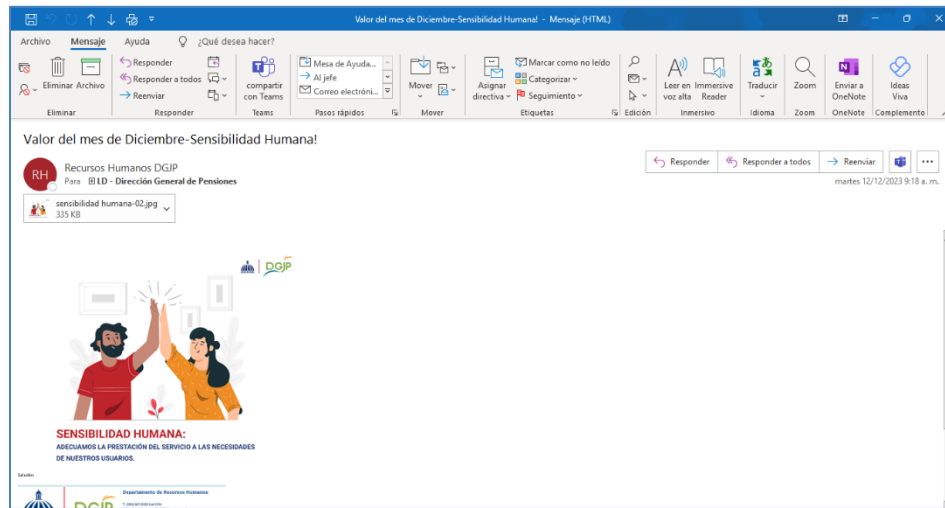 Valor del mes de Diciembre-Sensibilidad Humana! - Mensaje (HTML)
Archivo Mensaje Ayuda ¿Qué desea hacer?
Eliminar Archivo
Responder
Responder a todos
Reenviar
compartir con Teams
Mesa de Ayuda...
Al jefe
Correo electróni...
Mover
Asignar directiva
Marcar como no leído
Categorizar
Seguimiento
Leer en voz alta
Immersive Reader
Traducir
Zoom
Enviar a OneNote
Ideas Viva
Eliminar Responder Teams Pasos rápidos Mover Etiquetas Edición Inmersivo Idioma Zoom OneNote Complemento
Valor del mes de Diciembre-Sensibilidad Humana!
RH
Recursos Humanos DGJP
Para LD - Dirección General de Pensiones
Responder Responder a todos Reenviar
martes 12/12/2023 9:18 a. m.
sensibilidad humana-02.jpg
335 KB
DGJP
SENSIBILIDAD HUMANA:
ADECUAMOS LA PRESTACIÓN DEL SERVICIO A LAS NECESIDADES
DE NUESTROS USUARIOS.
Saludos
Departamento de Recursos Humanos
DGJP